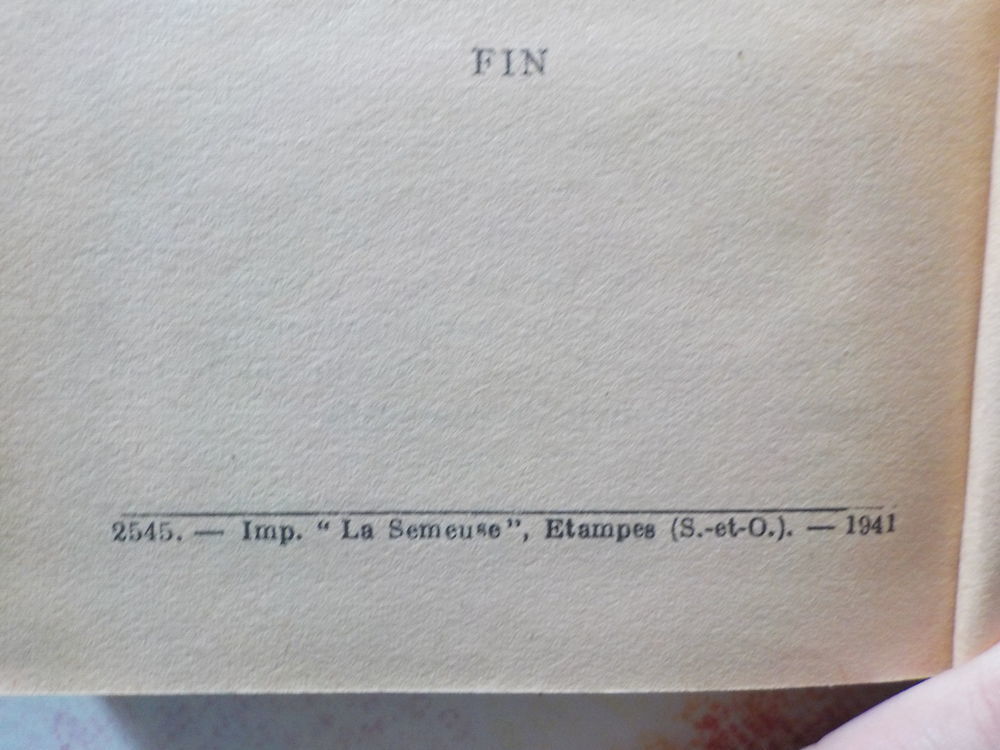 FIN
2545. — Imp. “ La Semeuse”, Etampes (S.-et-O.). — 1941